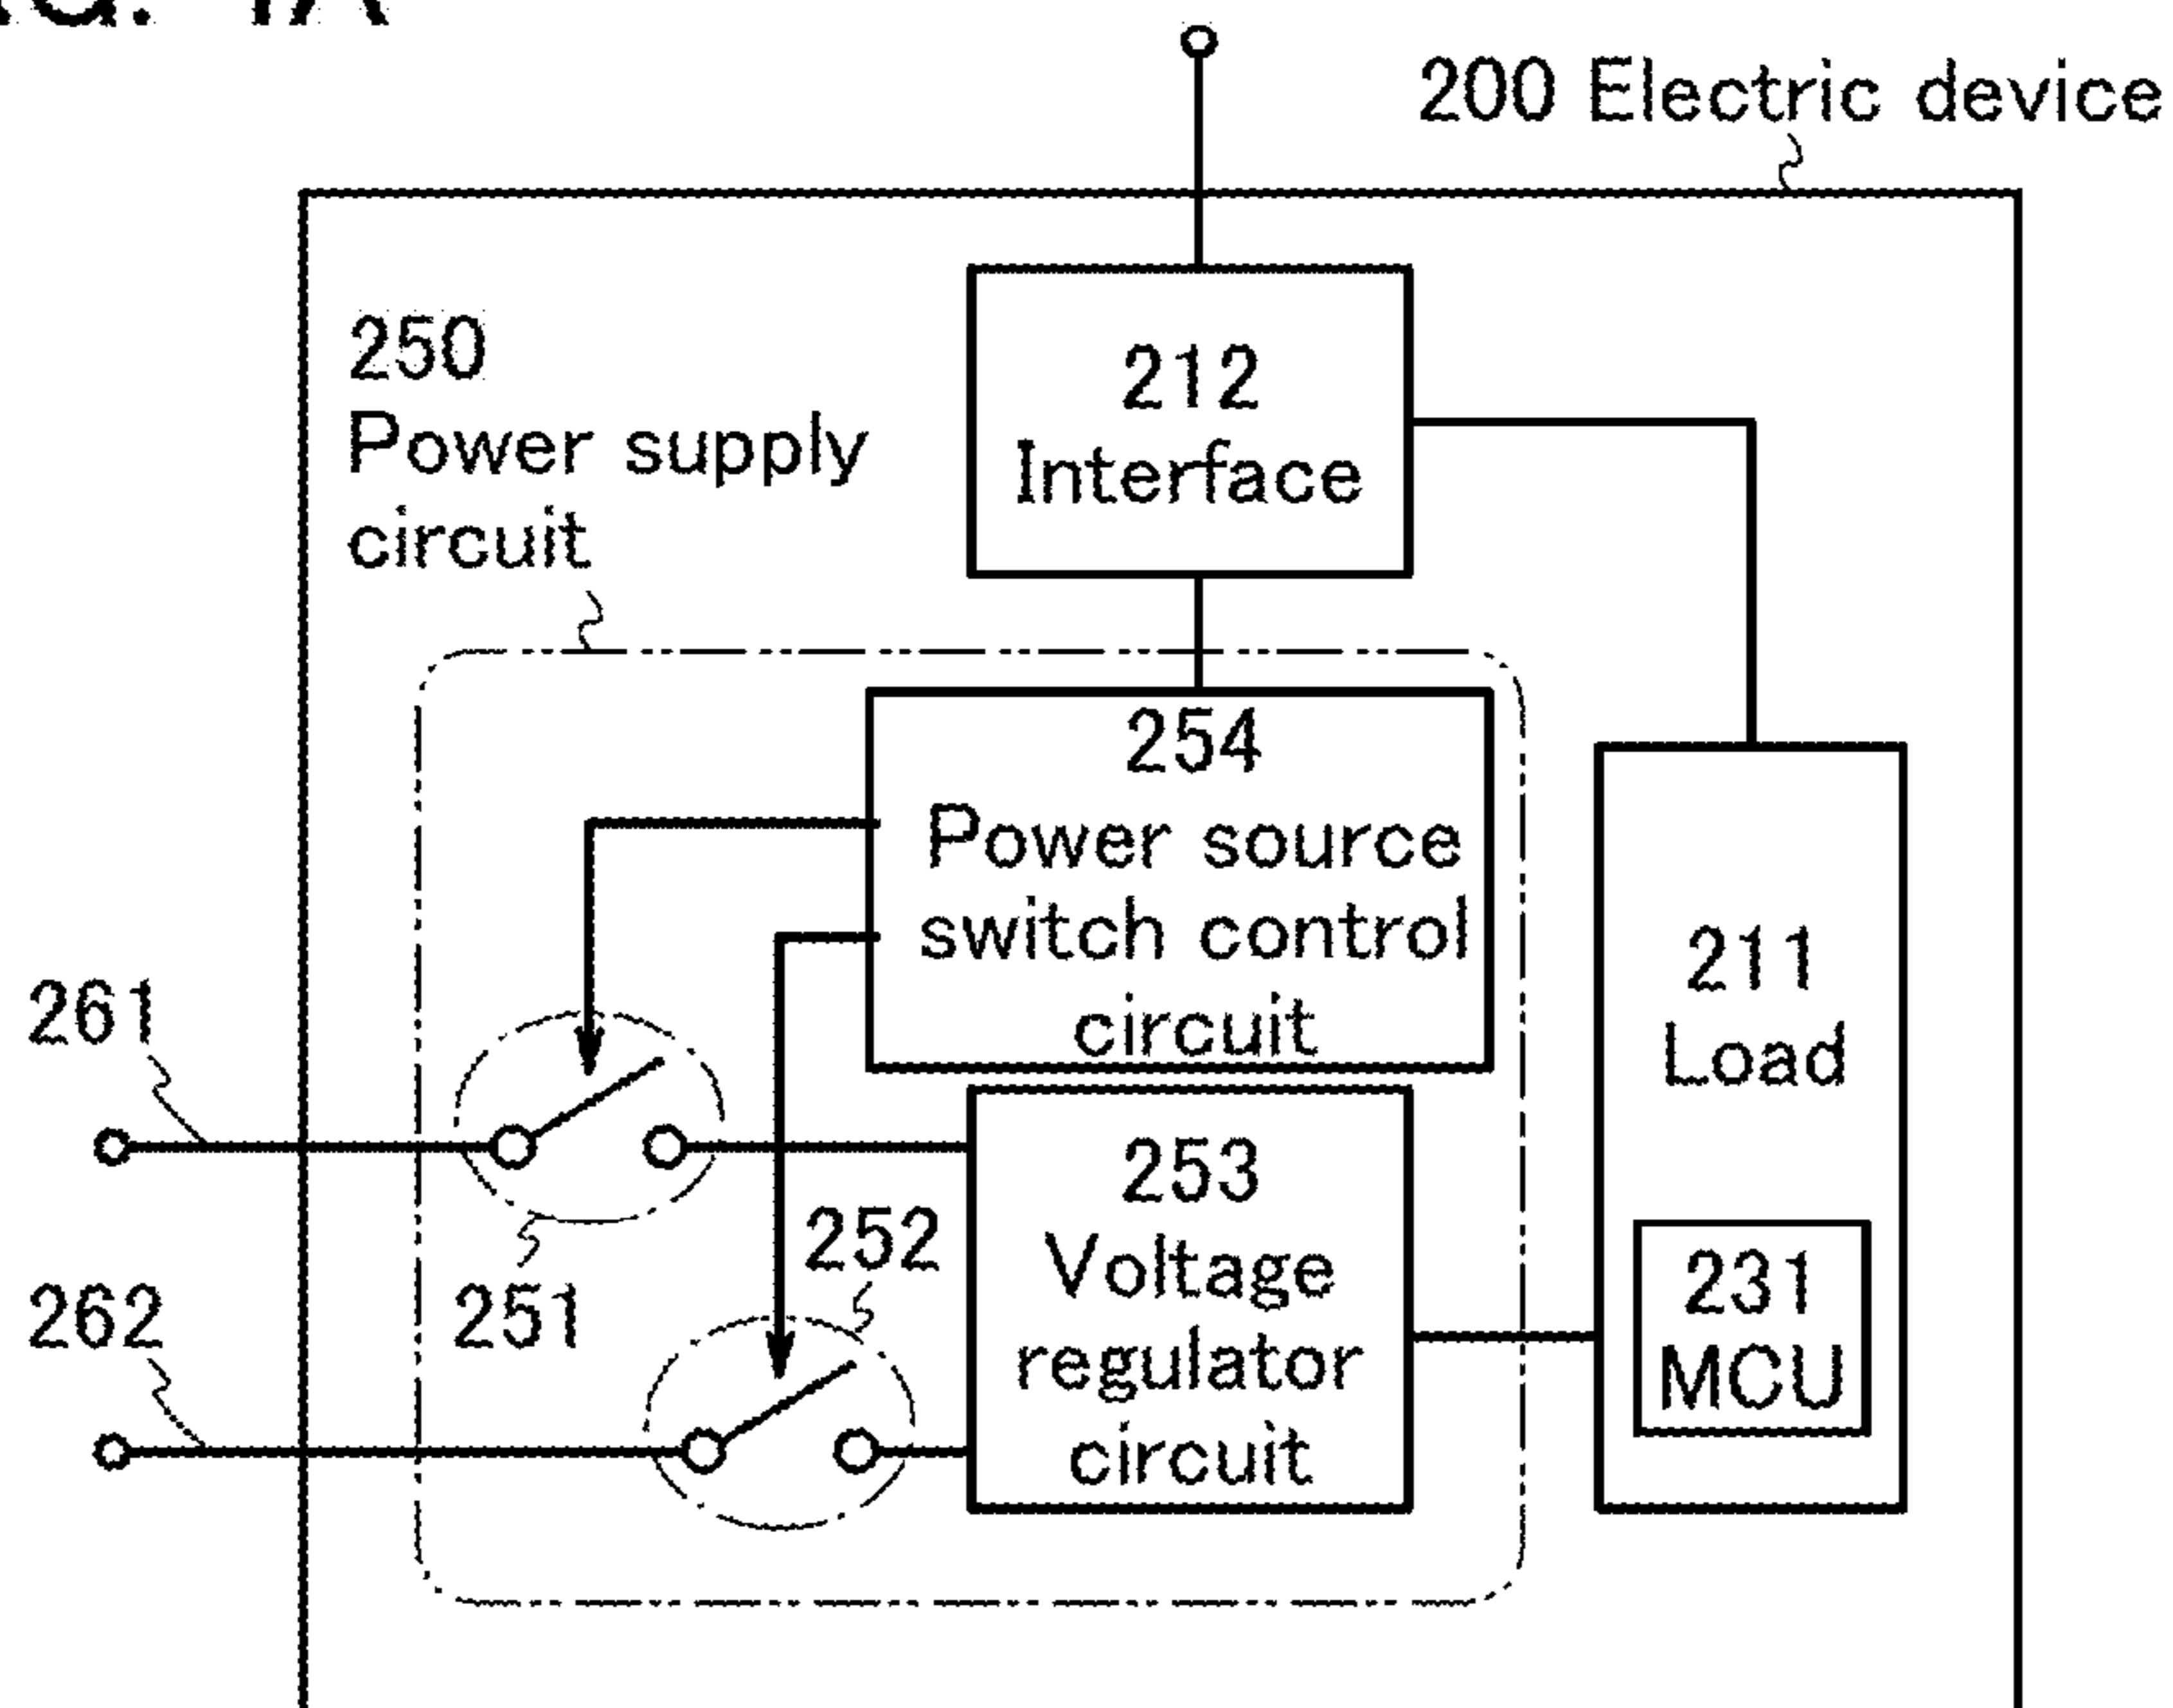 200 Electric device
250
Power supply
circuit
212
Interface
254
Power source
switch control
circuit
211
Load
261
253
Voltage
regulator
circuit
252
251
262
231
MCU